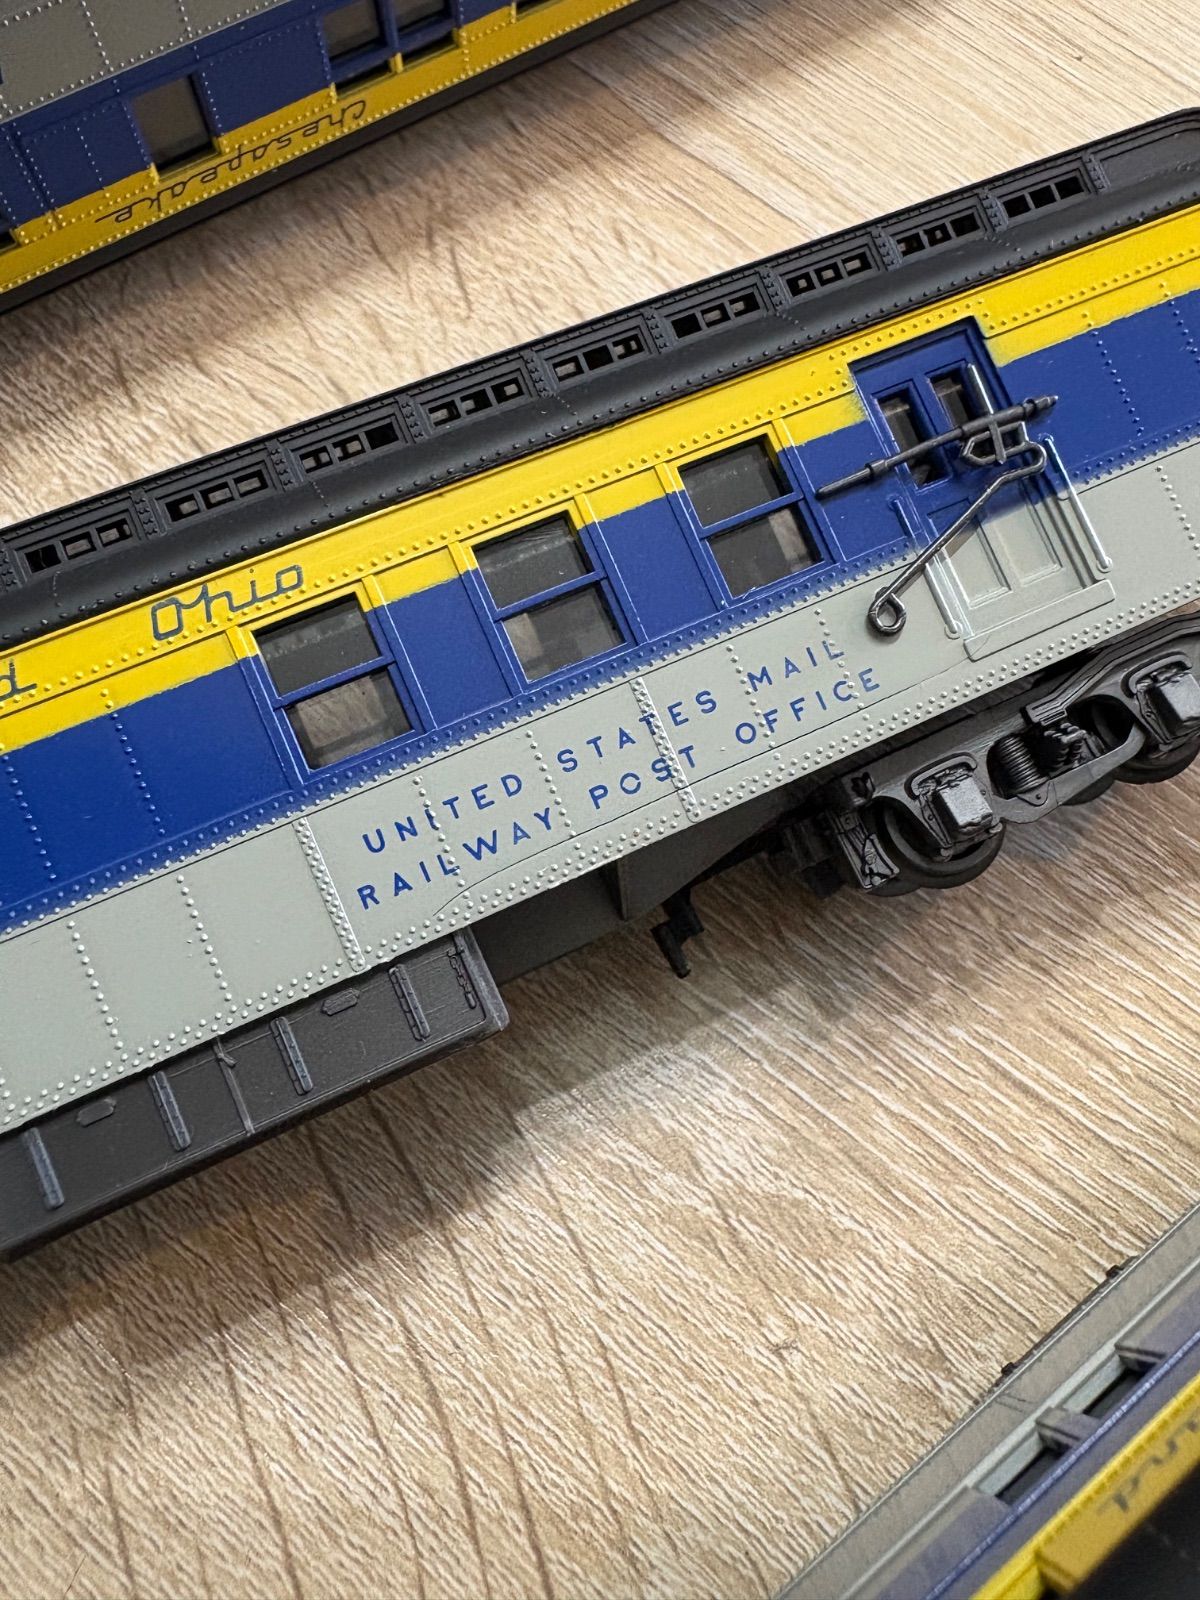 Chesapeake
d Ohio
UNITED STATES MAIL
RAILWAY POST OFFICE